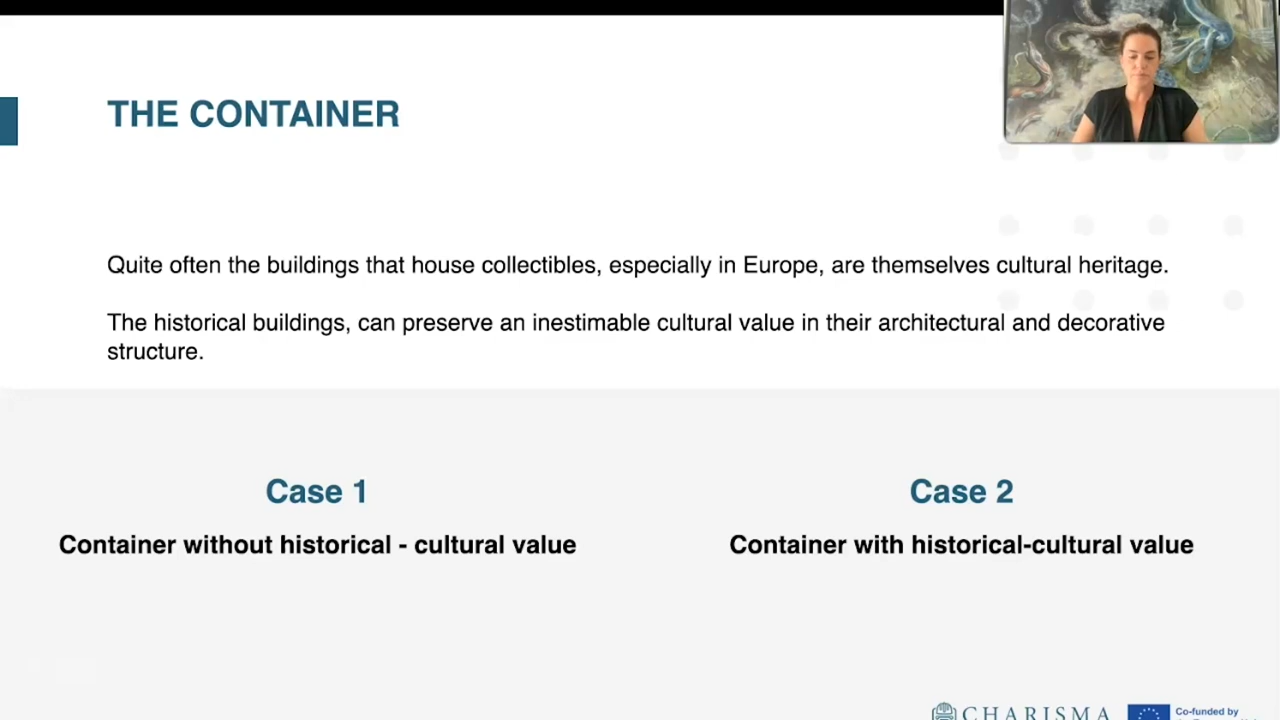 THE CONTAINER
Quite often the buildings that house collectibles, especially in Europe, are themselves cultural heritage.
The historical buildings, can preserve an inestimable cultural value in their architectural and decorative
structure.
Case 1
Container without historical - cultural value
Case 2
Container with historical-cultural value
CHARISMA
Co-funded by